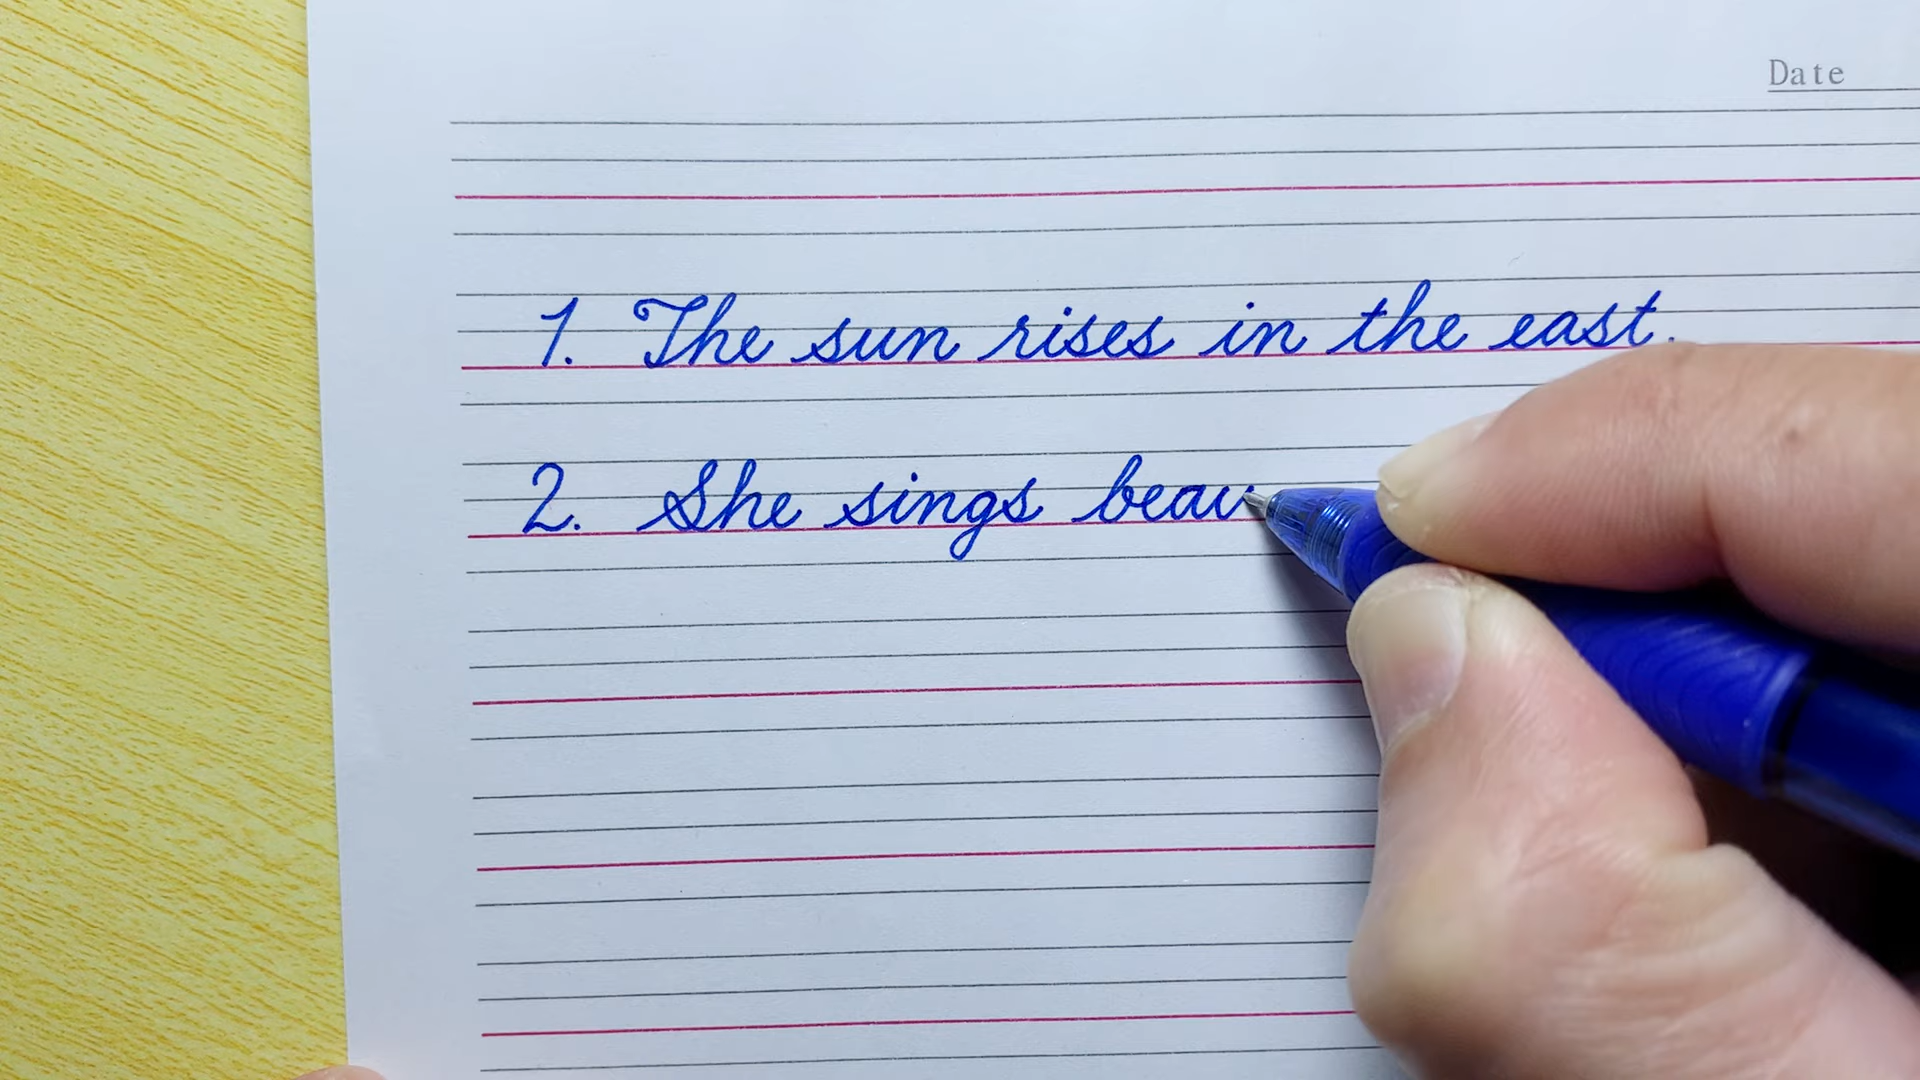 Date
1. The sun rises in the east.
2. She sings beau